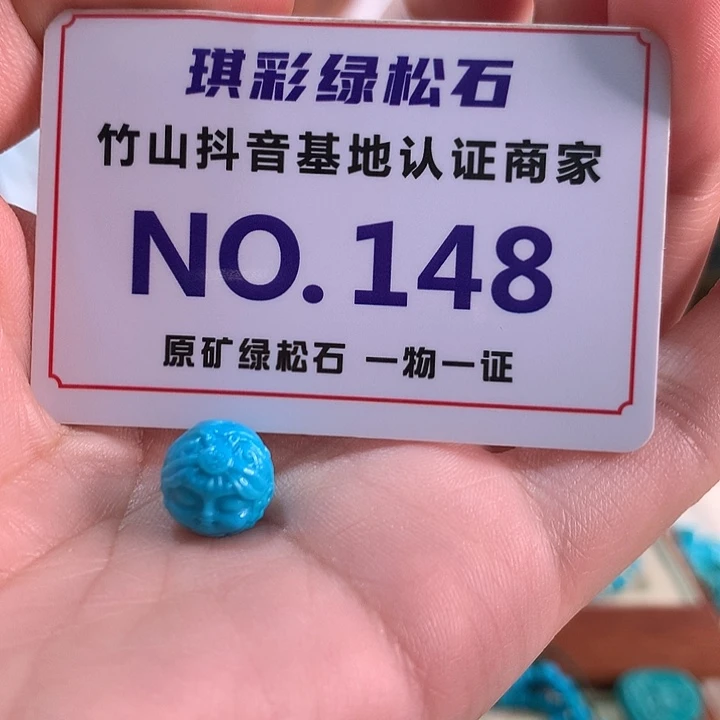 琪彩绿松石
竹山抖音基地认证商家
NO.148
原矿绿松石 一物一证